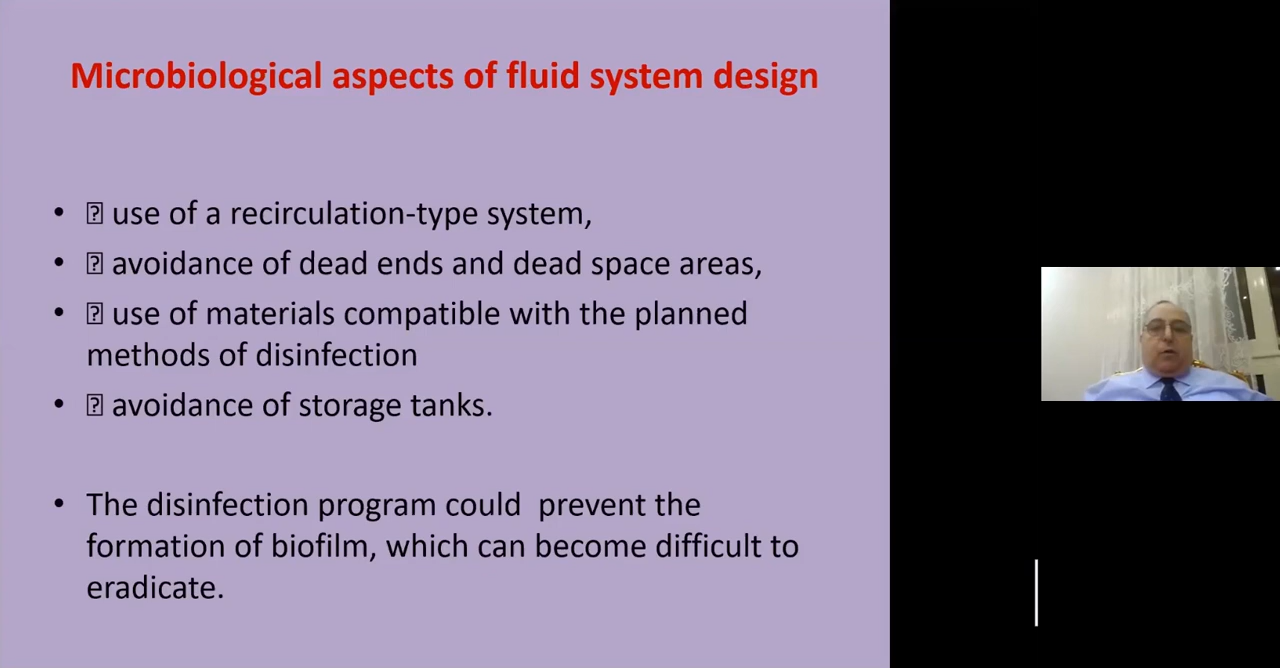 Microbiological aspects of fluid system design
• ⍰ use of a recirculation-type system,
• ⍰ avoidance of dead ends and dead space areas,
• ⍰ use of materials compatible with the planned
methods of disinfection
• ⍰ avoidance of storage tanks.
• The disinfection program could  prevent the
formation of biofilm, which can become difficult to
eradicate.